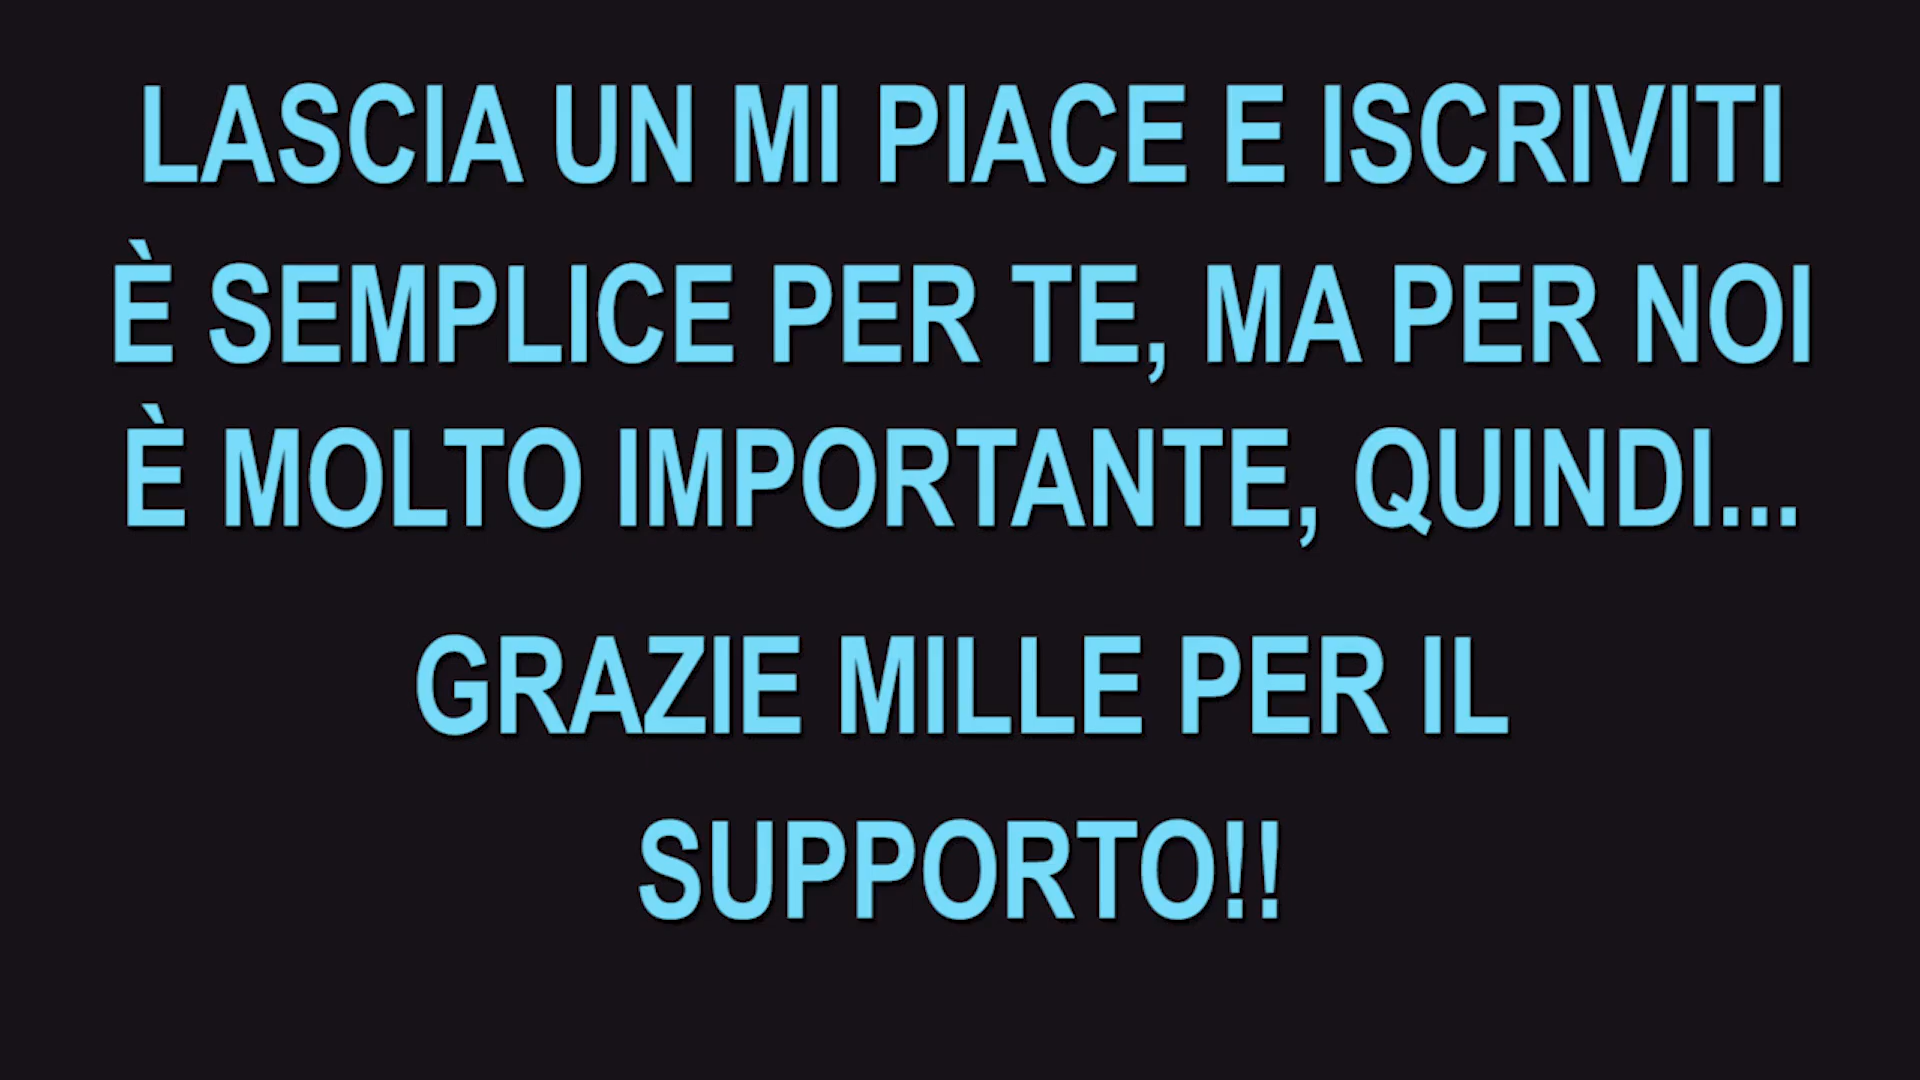 LASCIA UN MI PIACE E ISCRIVITI
È SEMPLICE PER TE, MA PER NOI
È MOLTO IMPORTANTE, QUINDI...
GRAZIE MILLE PER IL
SUPPORTO!!